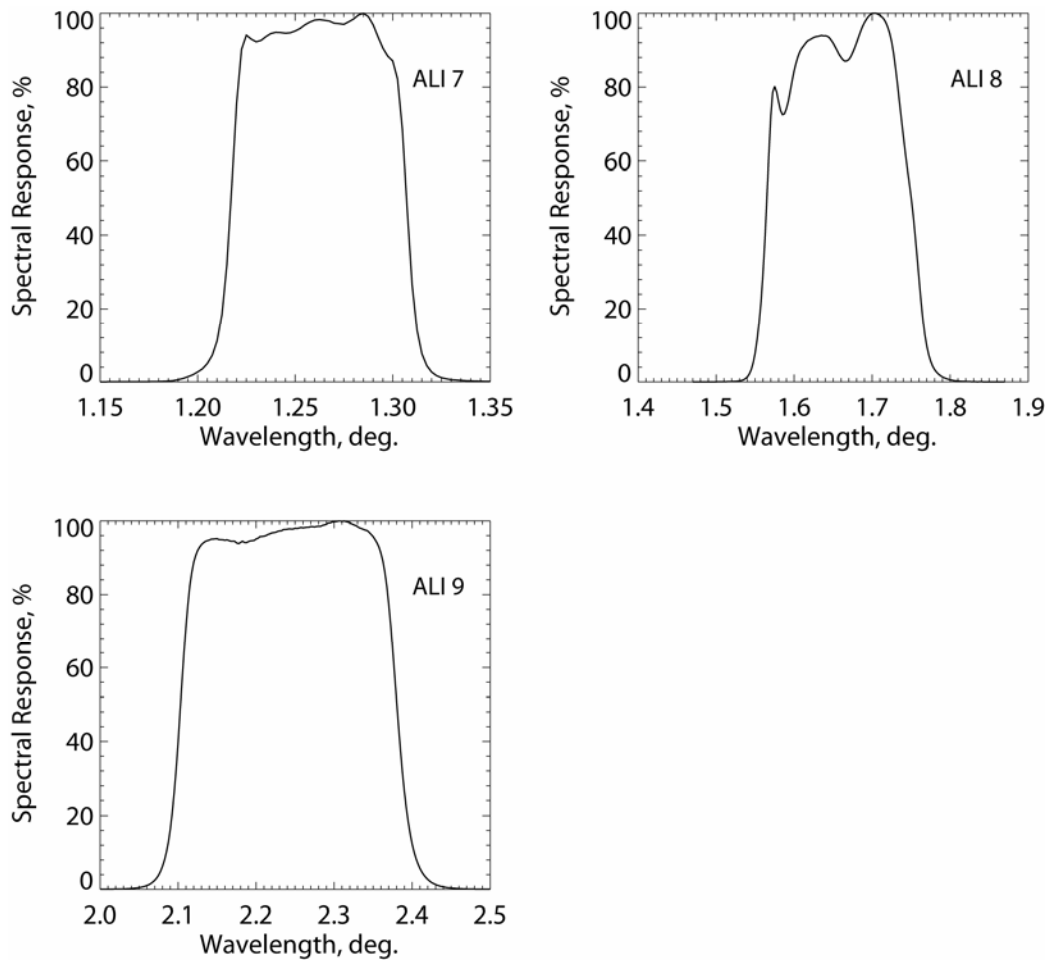 100
80
60
40
20
0
Spectral Response, %
ALI 7
1.15 1.20 1.25 1.30 1.35
Wavelength, deg.
100
80
60
40
20
0
Spectral Response, %
ALI 8
1.4 1.5 1.6 1.7 1.8 1.9
Wavelength, deg.
100
80
60
40
20
0
Spectral Response, %
ALI 9
2.0 2.1 2.2 2.3 2.4 2.5
Wavelength, deg.